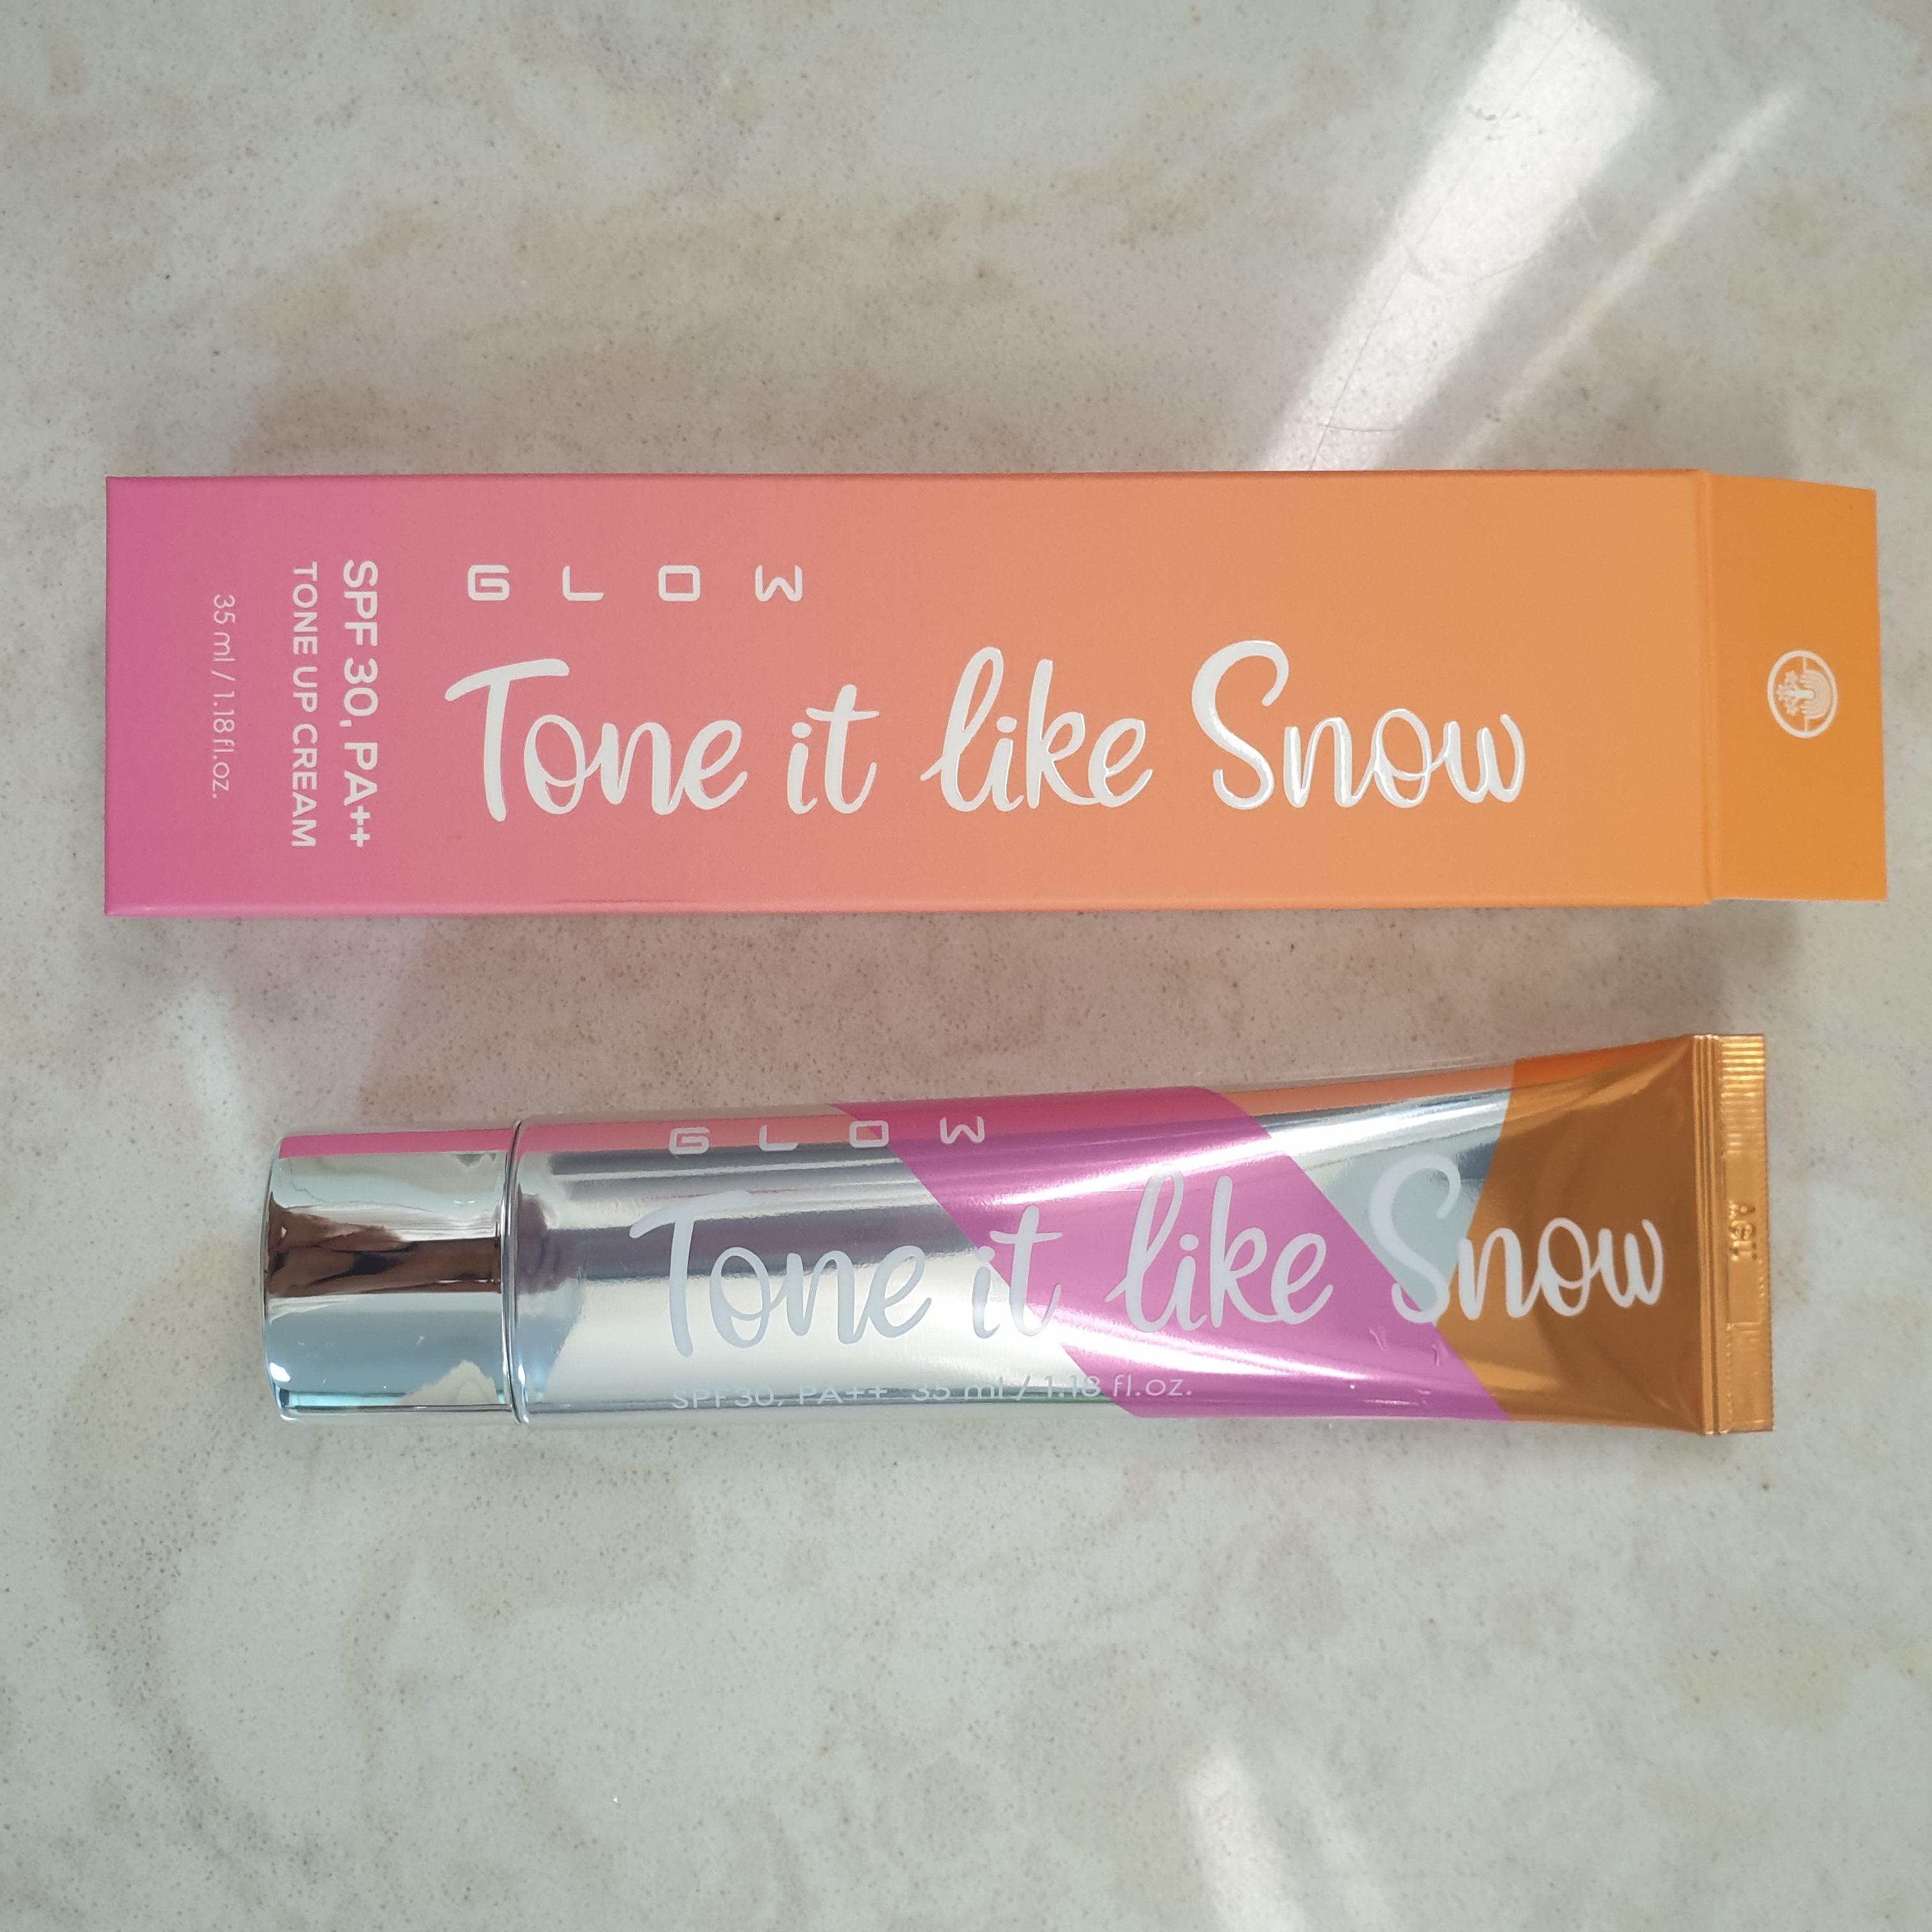 GLOW
Tone it like Snow
SPF 30, PA++
TONE UP CREAM
35 ml / 1.18 fl.oz.
GLOW
Tone it like Snow
SPF 30, PA++ 35 ml / 1.18 fl.oz.